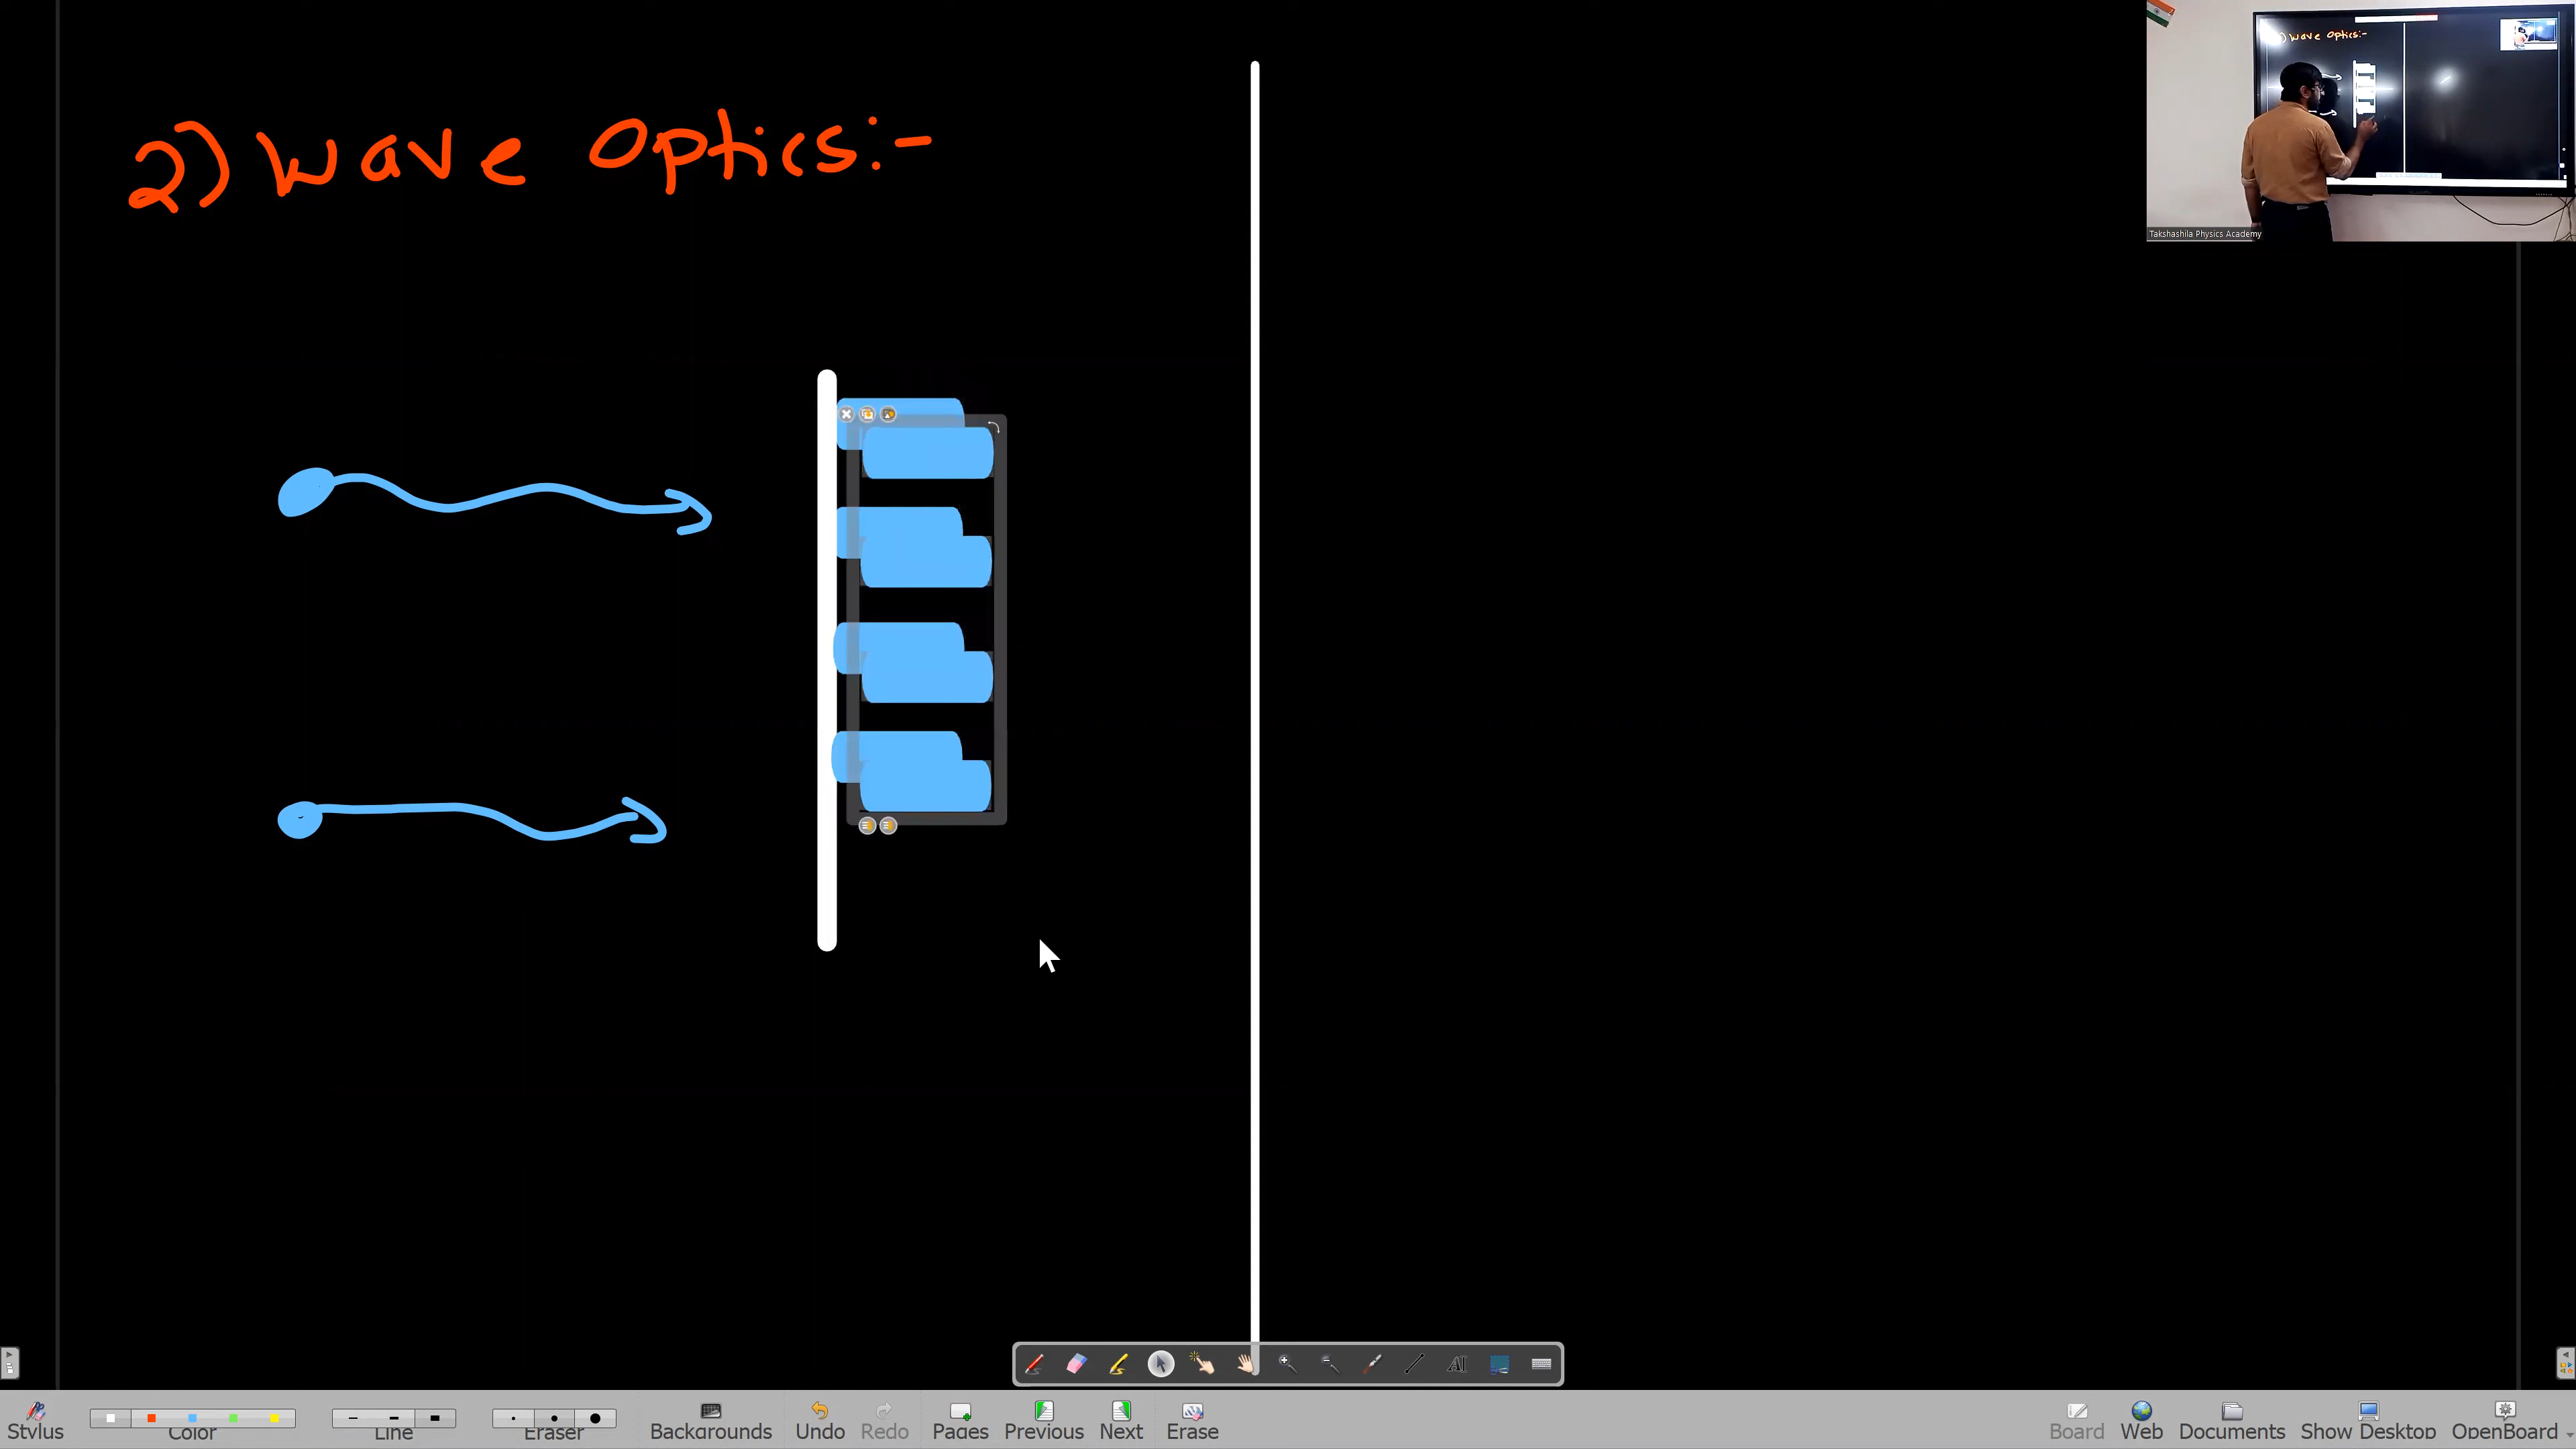 2) Wave Optics:-
Takshashila Physics Academy
Stylus
Color
Line
Eraser
Backgrounds
Undo
Redo
Pages
Previous
Next
Erase
Board
Web
Documents
Show Desktop
OpenBoard